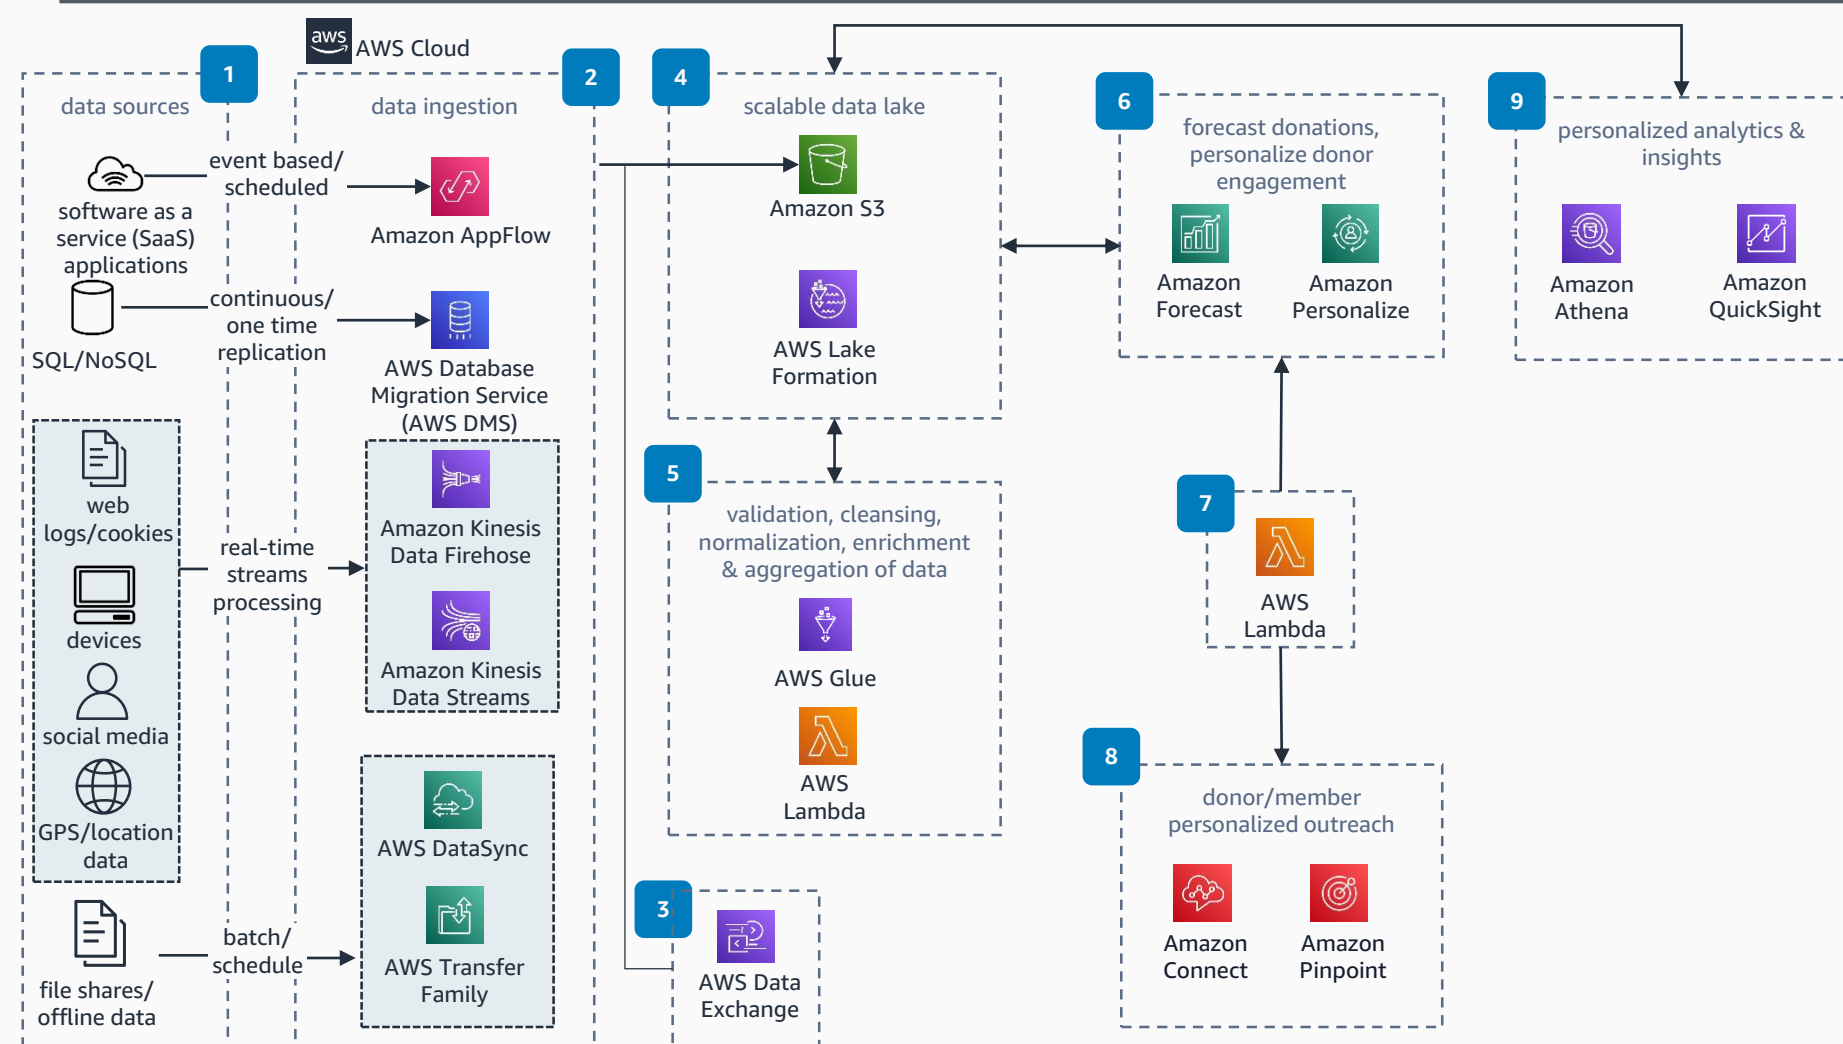 aws
AWS Cloud
1
data sources
software as a
service (SaaS)
applications
SQL/NoSQL
web
logs/cookies
devices
social media
GPS/location
data
file shares/
offline data
event based/
scheduled
continuous/
one time
replication
real-time
streams
processing
batch/
schedule
2
data ingestion
Amazon AppFlow
AWS Database
Migration Service
(AWS DMS)
Amazon Kinesis
Data Firehose
Amazon Kinesis
Data Streams
AWS DataSync
AWS Transfer
Family
3
AWS Data
Exchange
4
scalable data lake
Amazon S3
AWS Lake
Formation
5
validation, cleansing,
normalization, enrichment
& aggregation of data
AWS Glue
AWS
Lambda
6
forecast donations,
personalize donor
engagement
Amazon
Forecast
Amazon
Personalize
7
AWS
Lambda
8
donor/member
personalized outreach
Amazon
Connect
Amazon
Pinpoint
9
personalized analytics &
insights
Amazon
Athena
Amazon
QuickSight